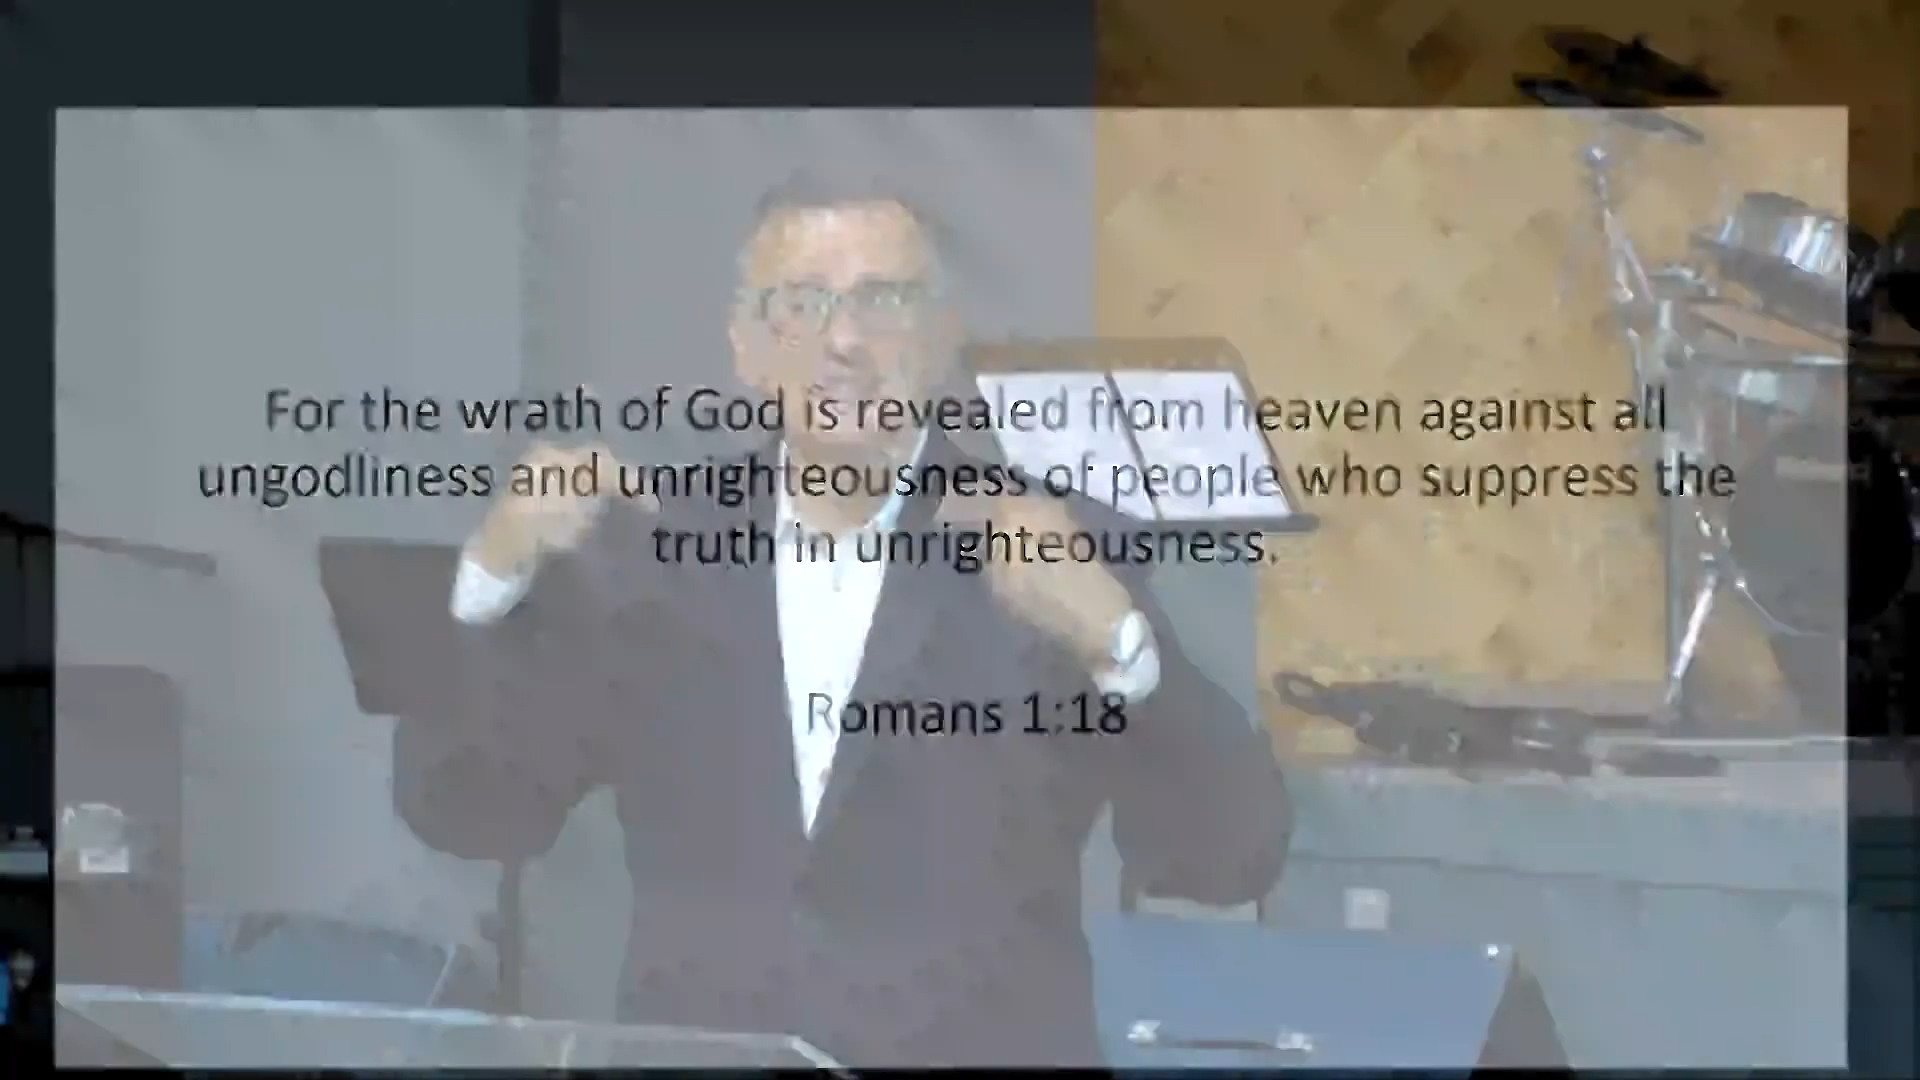 For the wrath of God is revealed from heaven against all
ungodliness and unrighteousness of people who suppress the
truth in unrighteousness.
Romans 1:18